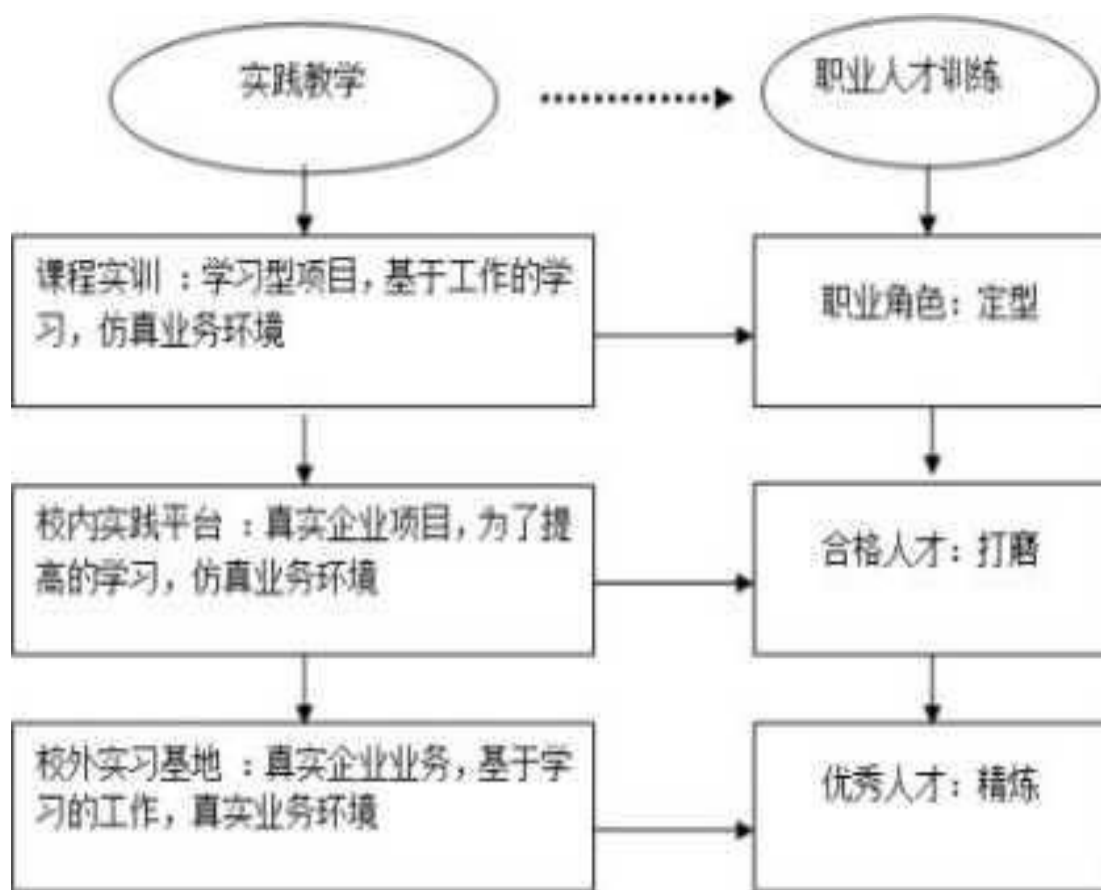 实践教学
职业人才训练
课程实训 ：学习型项目，基于工作的学
习，仿真业务环境
职业角色：定型
校内实践平台 ：真实企业项目，为了提
高的学习，仿真业务环境
合格人才：打磨
校外实习基地 ：真实企业业务，基于学
习的工作，真实业务环境
优秀人才：精炼